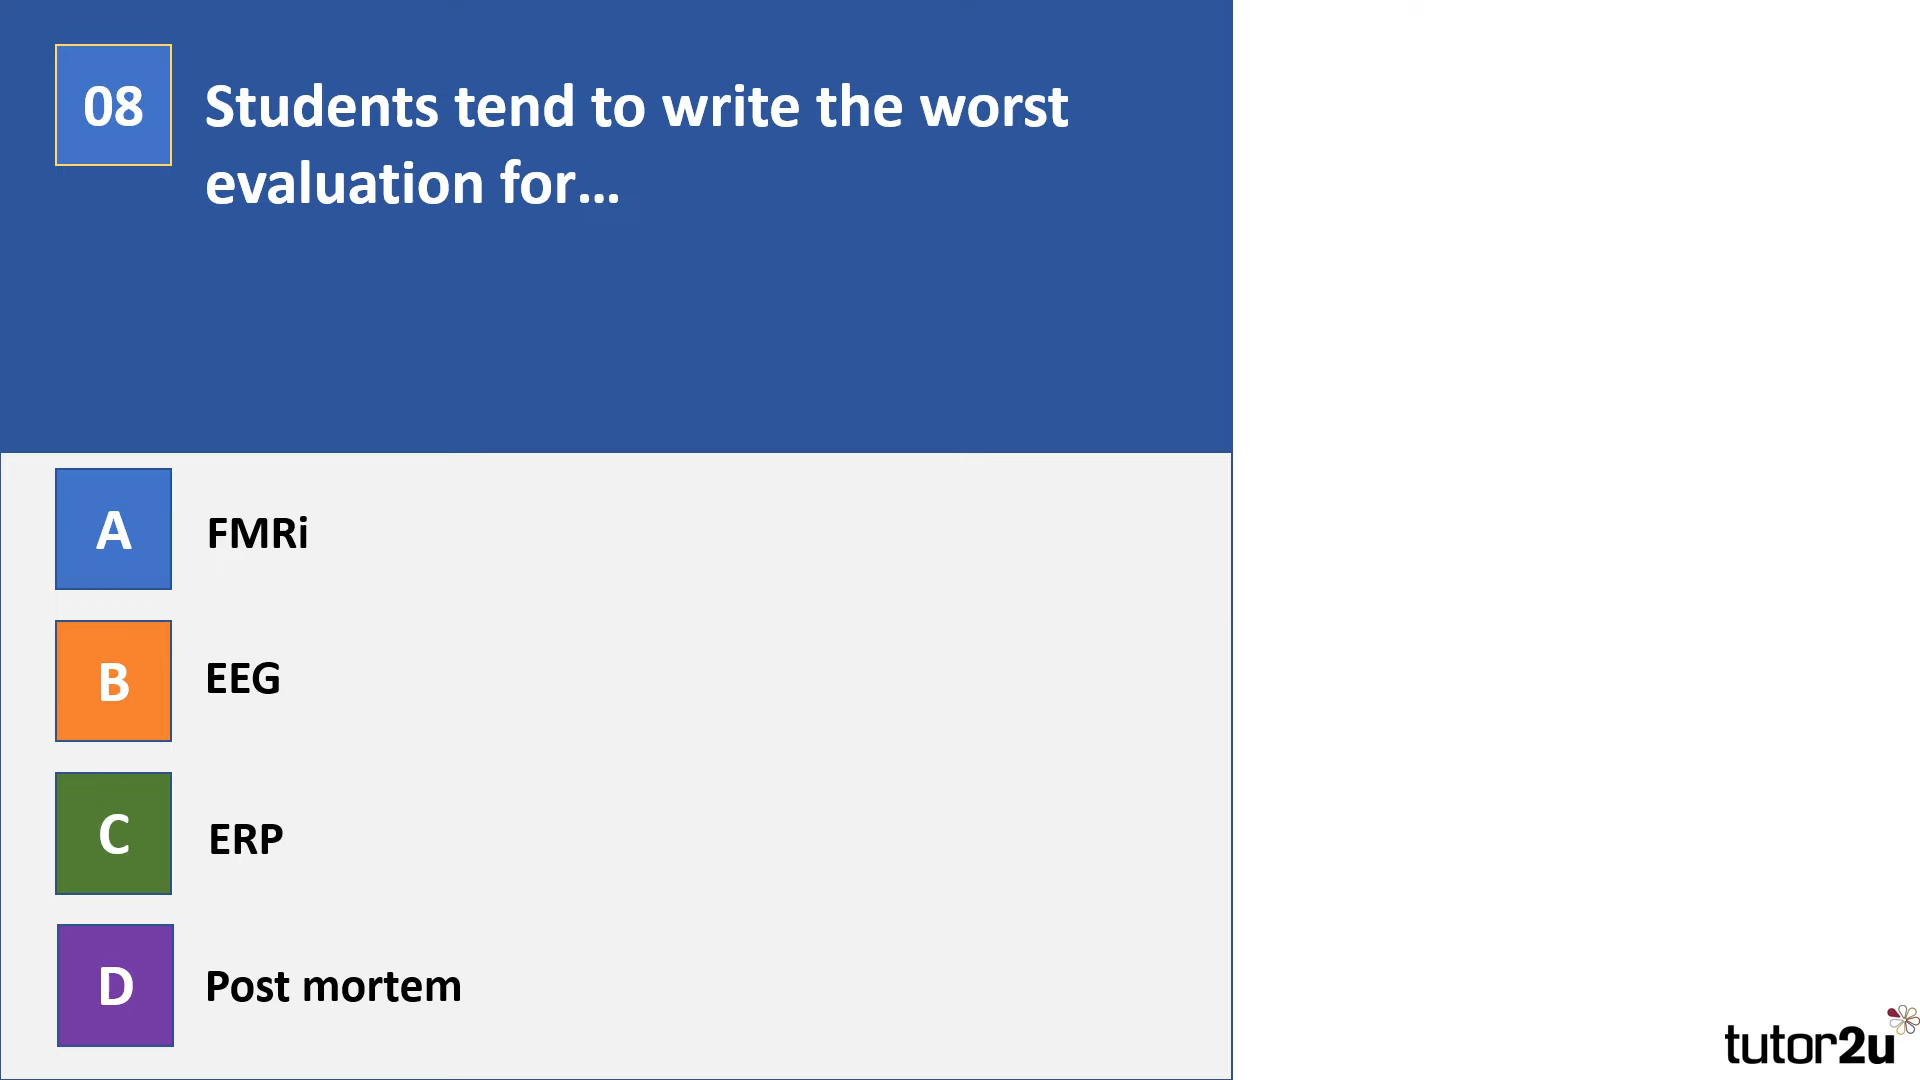 08
Students tend to write the worst
evaluation for...
A
FMRi
B
EEG
C
ERP
D
Post mortem
tutor2u